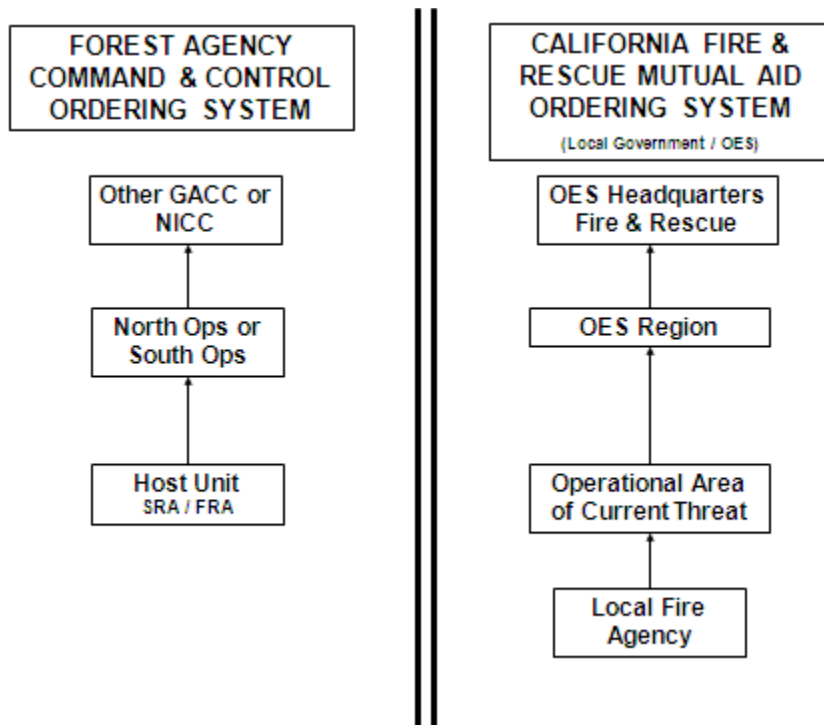 FOREST AGENCY
COMMAND & CONTROL
ORDERING SYSTEM
Other GACC or
NICC
North Ops or
South Ops
Host Unit
SRA / FRA
CALIFORNIA FIRE &
RESCUE MUTUAL AID
ORDERING SYSTEM
(Local Government / OES)
OES Headquarters
Fire & Rescue
OES Region
Operational Area
of Current Threat
Local Fire
Agency